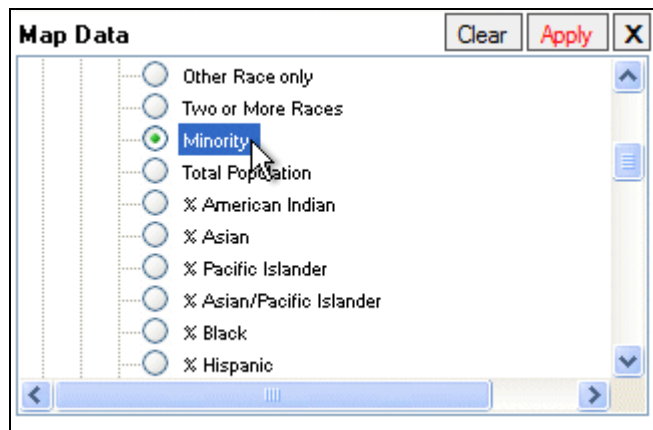 Map Data Clear Apply X
Other Race only
Two or More Races
Minority
Total Population
% American Indian
% Asian
% Pacific Islander
% Asian/Pacific Islander
% Black
% Hispanic